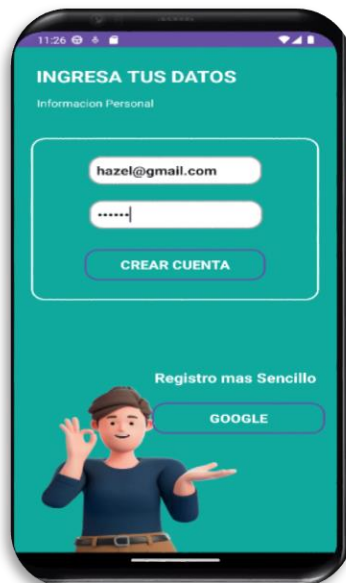 11:26
INGRESA TUS DATOS
Informacion Personal
hazel@gmail.com
••••••
CREAR CUENTA
Registro mas Sencillo
GOOGLE